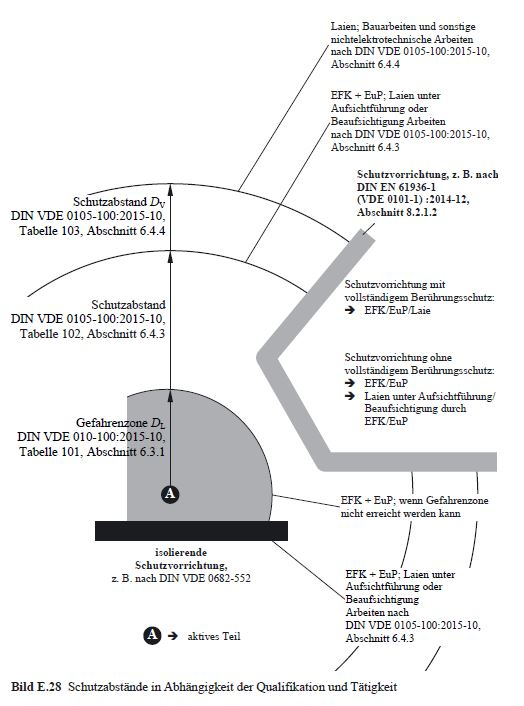 Laien; Bauarbeiten und sonstige
nichtelektrotechnische Arbeiten
nach DIN VDE 0105-100:2015-10,
Abschnitt 6.4.4
EFK + EuP; Laien unter
Aufsichtführung oder
Beaufsichtigung Arbeiten
nach DIN VDE 0105-100:2015-10,
Abschnitt 6.4.3
Schutzvorrichtung, z. B. nach
DIN EN 61936-1
(VDE 0101-1) :2014-12,
Abschnitt 8.2.1.2
Schutzabstand DV
DIN VDE 0105-100:2015-10,
Tabelle 103, Abschnitt 6.4.4
Schutzabstand
DIN VDE 0105-100:2015-10,
Tabelle 102, Abschnitt 6.4.3
Schutzvorrichtung mit
vollständigem Berührungsschutz:
➔ EFK/EuP/Laie
Schutzvorrichtung ohne
vollständigem Berührungsschutz:
➔ EFK/EuP
➔ Laien unter Aufsichtführung/
Beaufsichtigung durch
EFK/EuP
Gefahrenzone DL
DIN VDE 010-100:2015-10,
Tabelle 101, Abschnitt 6.3.1
A
EFK + EuP; wenn Gefahrenzone
nicht erreicht werden kann
isolierende
Schutzvorrichtung,
z. B. nach DIN VDE 0682-552
EFK + EuP; Laien unter
Aufsichtführung oder
Beaufsichtigung
Arbeiten nach
DIN VDE 0105-100:2015-10,
Abschnitt 6.4.3
A ➔ aktives Teil
Bild E.28 Schutzabstände in Abhängigkeit der Qualifikation und Tätigkeit